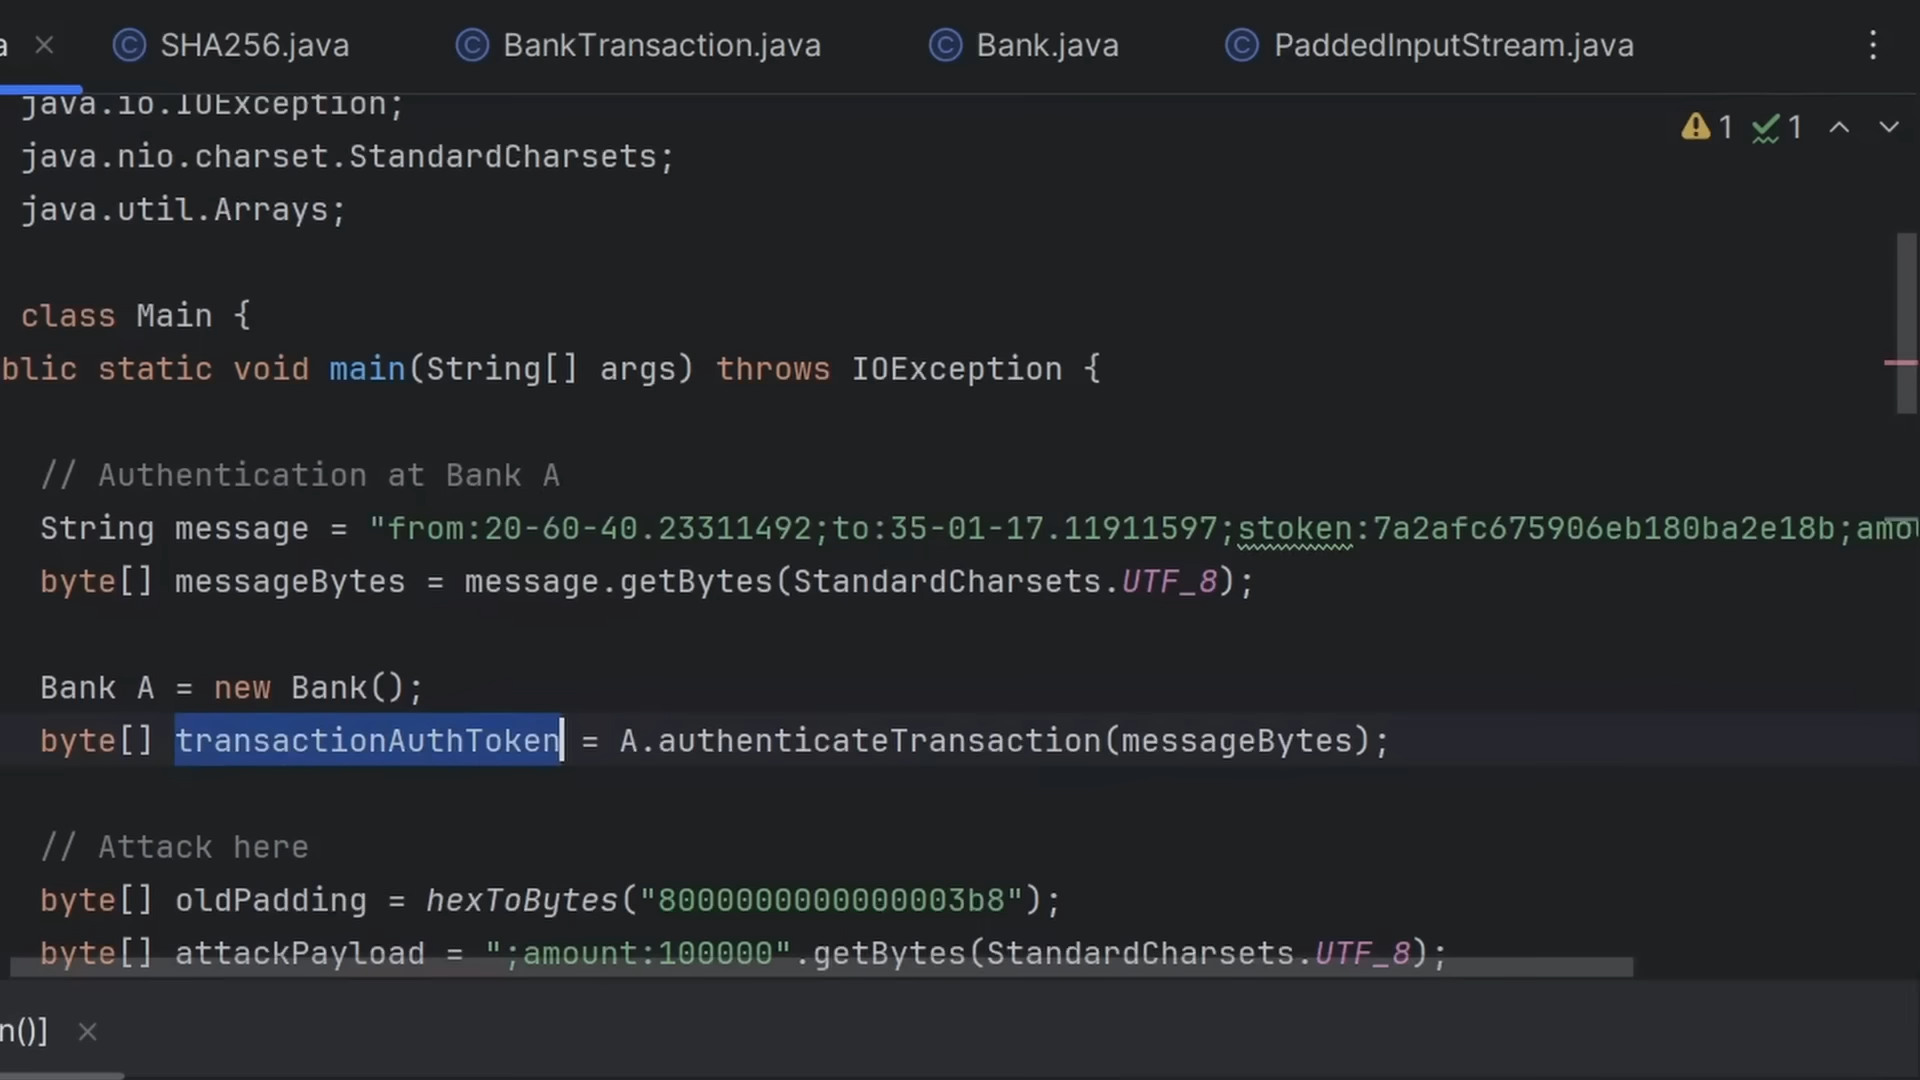 a SHA256.java BankTransaction.java Bank.java PaddedInputStream.java
java.io.IOException;
1 1
java.nio.charset.StandardCharsets;
java.util.Arrays;
class Main {
blic static void main(String[] args) throws IOException {
// Authentication at Bank A
String message = "from:20-60-40.23311492;to:35-01-17.11911597;stoken:7a2afc675906eb180ba2e18b;amou
byte[] messageBytes = message.getBytes(StandardCharsets.UTF_8);
Bank A = new Bank();
byte[] transactionAuthToken = A.authenticateTransaction(messageBytes);
// Attack here
byte[] oldPadding = hexToBytes("8000000000000003b8");
byte[] attackPayload = ";amount:100000".getBytes(StandardCharsets.UTF_8);
n()]